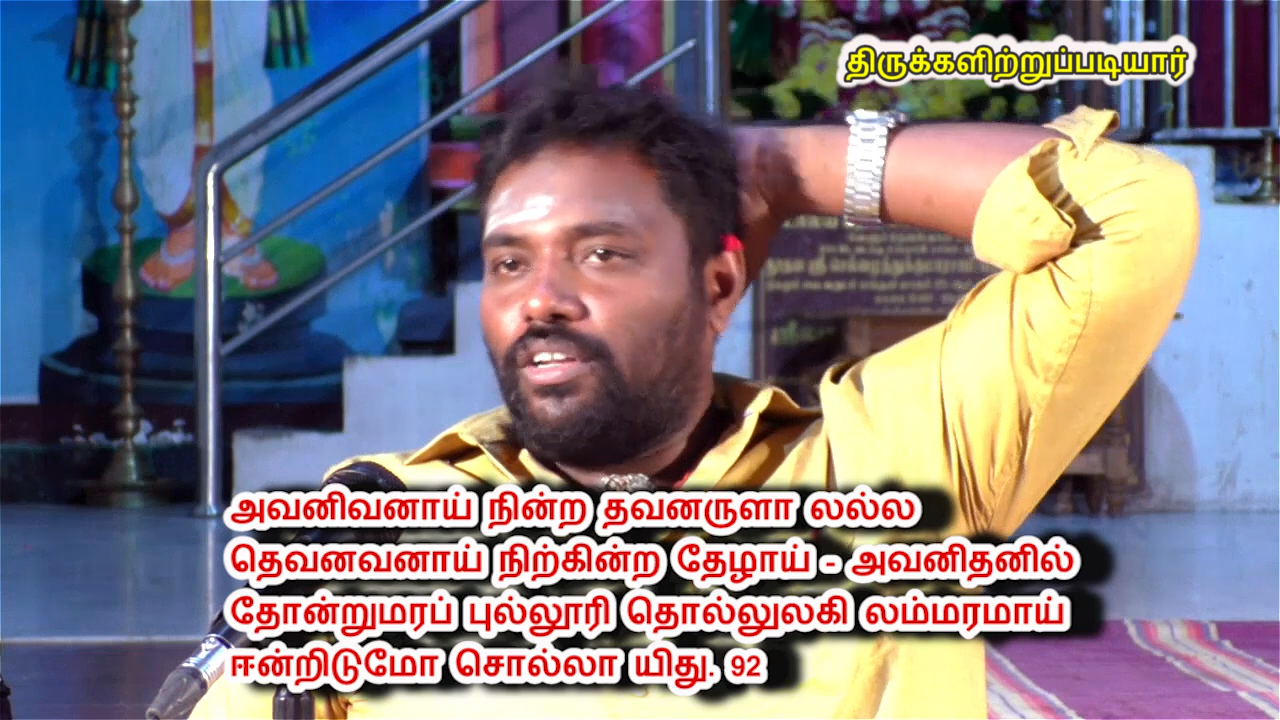 திருக்களிற்றுப்படியார்
அவனிவனாய் நின்ற தவனருளா லல்ல
தெவனவனாய் நிற்கின்ற தேழாய் - அவனிதனில்
தோன்றுமரப் புல்லூரி தொல்லுலகி லம்மரமாய்
ஈன்றிடுமோ சொல்லா யிது. 92